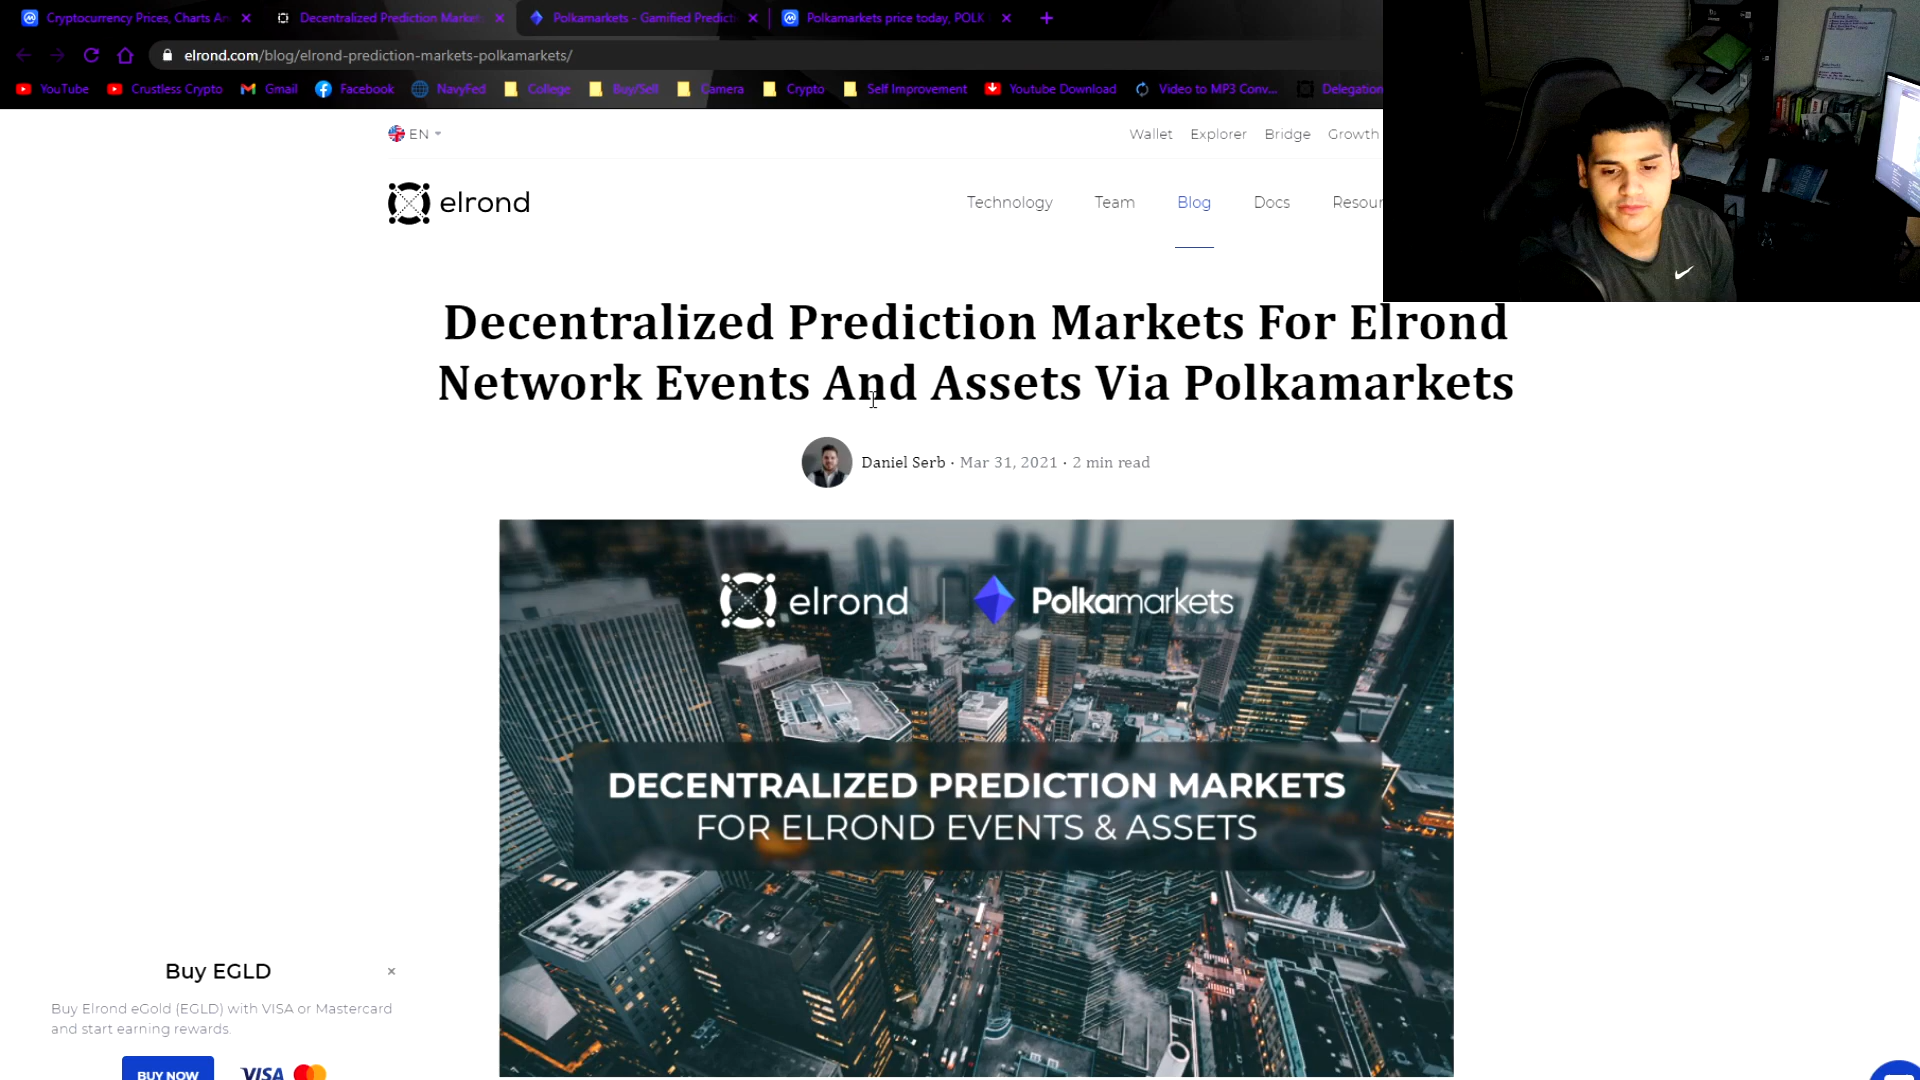 Cryptocurrency Prices, Charts An
Decentralized Prediction Market
Polkamarkets - Gamified Predicti
Polkamarkets price today, POLK
elrond.com/blog/elrond-prediction-markets-polkamarkets/
YouTube
Crustless Crypto
Gmail
Facebook
NavyFed
College
Buy/Sell
Camera
Crypto
Self Improvement
Youtube Download
Video to MP3 Conv...
Delegation
EN
Wallet Explorer Bridge Growth
elrond
Technology Team Blog Docs Resour
Decentralized Prediction Markets For Elrond
Network Events And Assets Via Polkamarkets
Daniel Serb · Mar 31, 2021 · 2 min read
elrond
Polkamarkets
DECENTRALIZED PREDICTION MARKETS
FOR ELROND EVENTS & ASSETS
Buy EGLD
Buy Elrond eGold (EGLD) with VISA or Mastercard
and start earning rewards.
BUY NOW
VISA